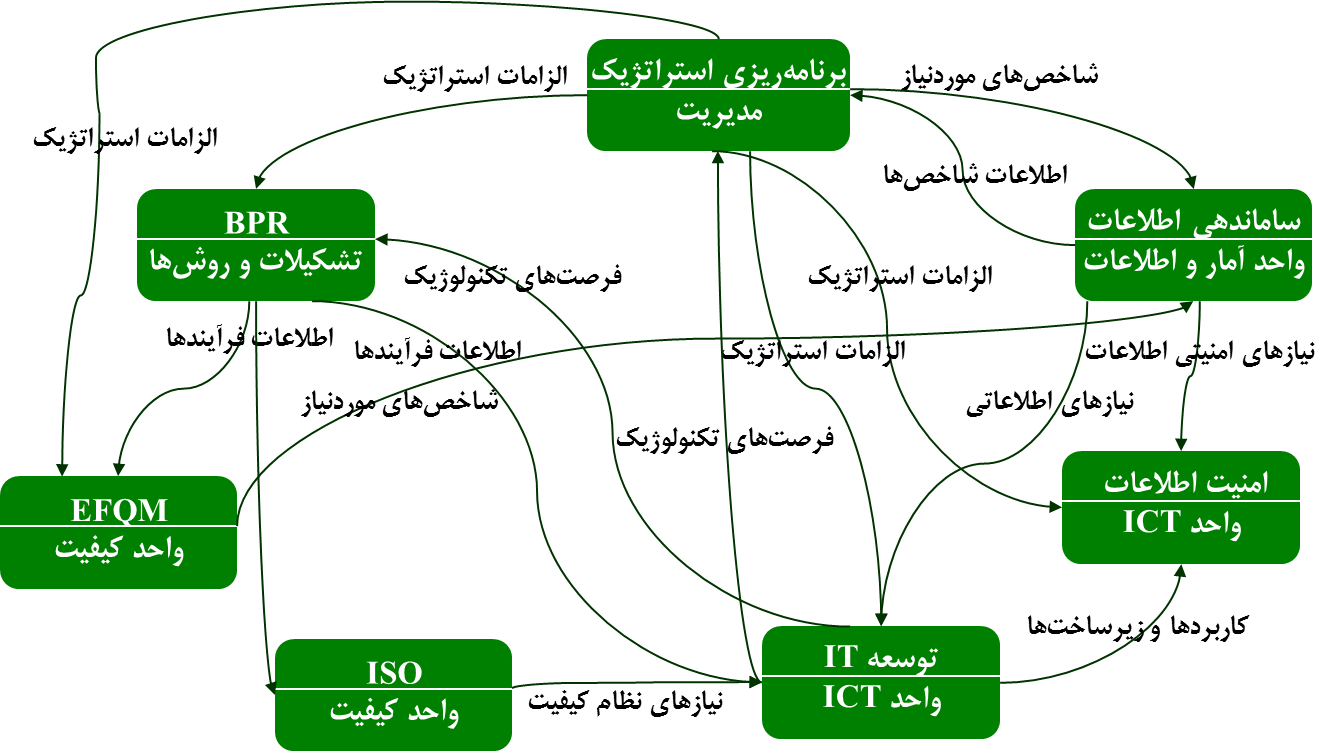 برنامه‌ریزی استراتژیک
مدیریت
شاخص‌های موردنیاز
الزامات استراتژیک
الزامات استراتژیک
اطلاعات شاخص‌ها
ساماندهی اطلاعات
واحد آمار و اطلاعات
BPR
تشکیلات و روش‌ها
الزامات استراتژیک
فرصت‌های تکنولوژیک
نیازهای امنیتی اطلاعات
الزامات استراتژیک
اطلاعات فرآیندها
اطلاعات فرآیندها
نیازهای اطلاعاتی
شاخص‌های موردنیاز
فرصت‌های تکنولوژیک
امنیت اطلاعات
واحد ICT
EFQM
واحد کیفیت
کاربردها و زیرساخت‌ها
توسعه IT
واحد ICT
ISO
واحد کیفیت
نیازهای نظام کیفیت